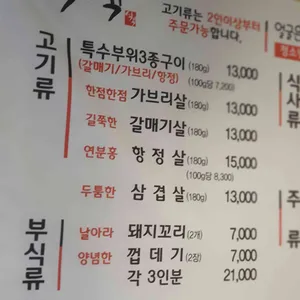 고기류는 2인이상부터
주문가능합니다.
고기류
특수부위3종구이(180g) 13,000
(갈매기/가브리/항정) (100g당 7,200)
한점한점 가브리살(180g) 13,000
길쭉한 갈매기살(180g) 13,000
연분홍 항정살(180g) 15,000
(100g당 8,300)
두툼한 삼겹살(180g) 13,000
부식류
날아라 돼지꼬리(2개) 7,000
양념한 껍데기(2장) 7,000
각 3인분 21,000